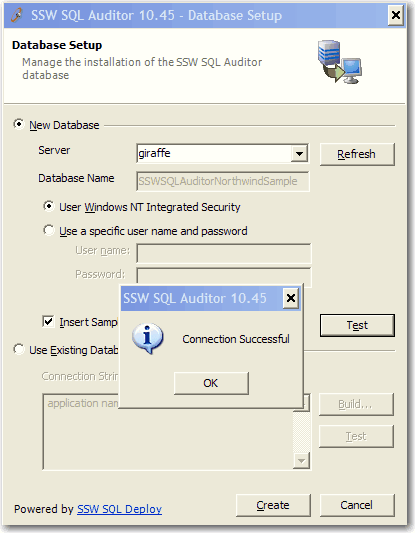 SSW SQL Auditor 10.45 - Database Setup
Database Setup
Manage the installation of the SSW SQL Auditor
database
New Database
Server
giraffe
Refresh
Database Name
SSWSQLAuditorNorthwindSample
User Windows NT Integrated Security
Use a specific user name and password
User name:
Password:
SSW SQL Auditor 10.45
Connection Successful
OK
Insert Samp
Test
Use Existing Datab
Connection Strin
application nam
Build...
Test
Powered by SSW SQL Deploy
Create
Cancel